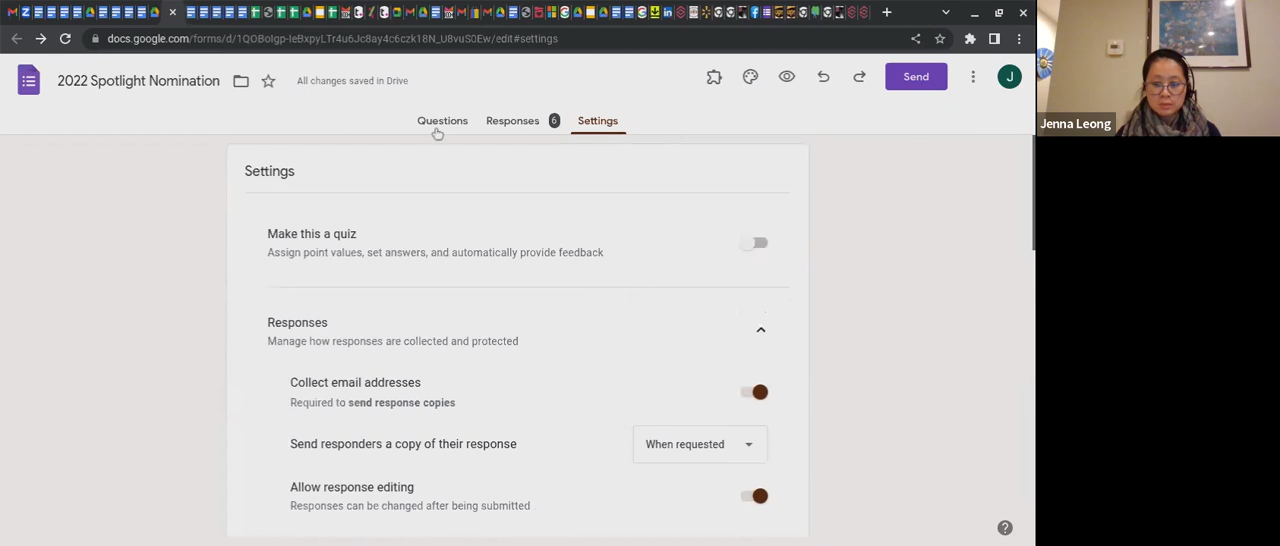 docs.google.com/forms/d/1QOBoIgp-IeBxpyLTr4u6Jc8ay4c6czk18N_U8vuS0Ew/edit#settings
2022 Spotlight Nomination
All changes saved in Drive
Send
J
Questions
Responses 6
Settings
Jenna Leong
Settings
Make this a quiz
Assign point values, set answers, and automatically provide feedback
Responses
Manage how responses are collected and protected
Collect email addresses
Required to send response copies
Send responders a copy of their response
When requested
Allow response editing
Responses can be changed after being submitted